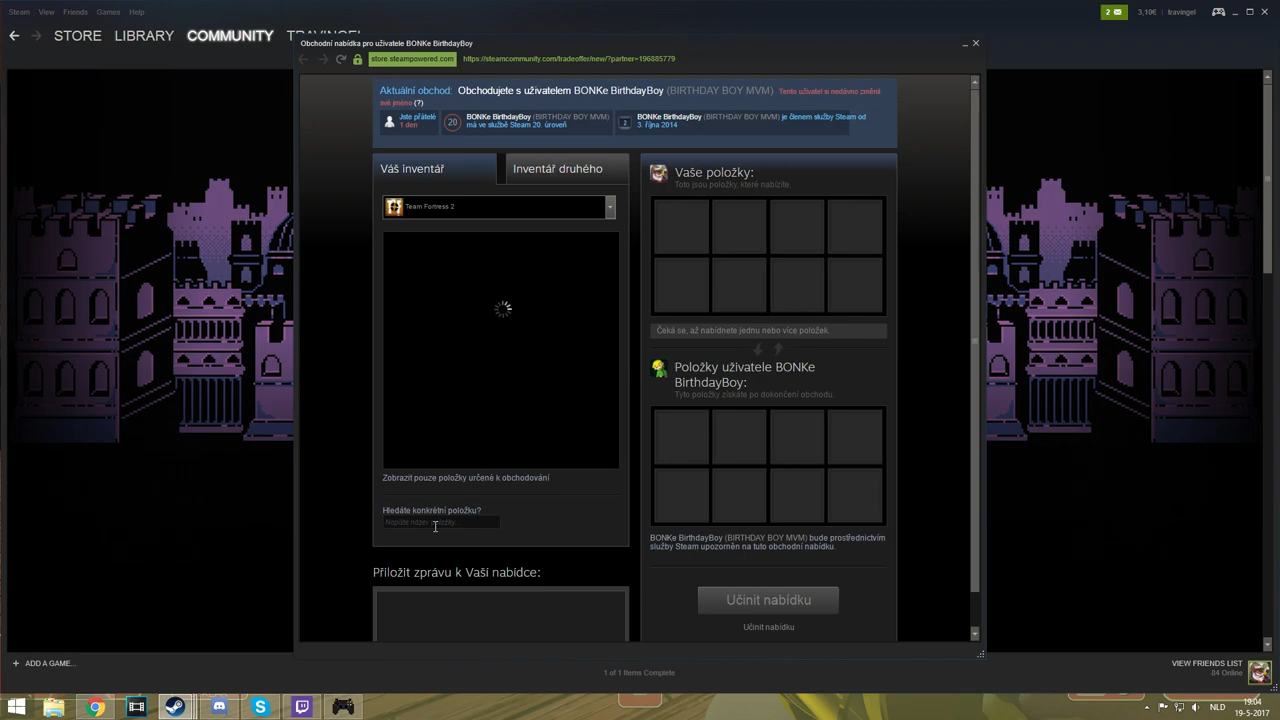 Steam View Friends Games Help
2
3,10€ travingel
STORE LIBRARY COMMUNITY
Obchodní nabídka pro uživatele BONKe BirthdayBoy
store.steampowered.com https://steamcommunity.com/tradeoffer/new/?partner=196885779
Aktuální obchod: Obchodujete s uživatelem BONKe BirthdayBoy (BIRTHDAY BOY MVM) Tento uživatel si nedávno změnil
své jméno (?)
Jste přátelé
1 den
20
BONKe BirthdayBoy (BIRTHDAY BOY MVM)
má ve službě Steam 20. úroveň
2
BONKe BirthdayBoy (BIRTHDAY BOY MVM) je členem služby Steam od
3. října 2014
Váš inventář
Inventář druhého
Team Fortress 2
Zobrazit pouze položky určené k obchodování
Hledáte konkrétní položku?
Napište název položky...
Přiložit zprávu k Vaší nabídce:
Vaše položky:
Toto jsou položky, které nabízíte.
Čeká se, až nabídnete jednu nebo více položek.
Položky uživatele BONKe
BirthdayBoy:
Tyto položky získáte po dokončení obchodu.
BONKe BirthdayBoy (BIRTHDAY BOY MVM) bude prostřednictvím
služby Steam upozorněn na tuto obchodní nabídku.
Učinit nabídku
Učinit nabídku
+ ADD A GAME...
1 of 1 Items Complete
VIEW FRIENDS LIST
84 Online
NLD
19:04
19-5-2017